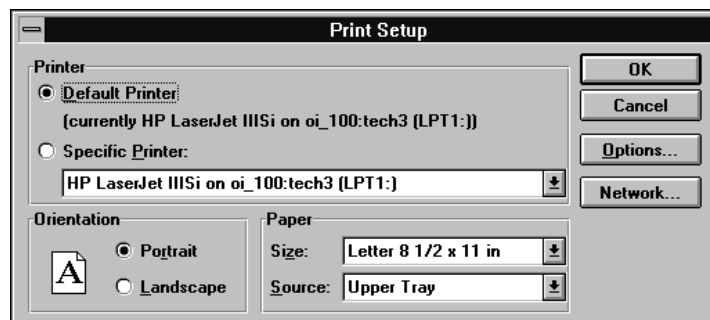 Print Setup
Printer
Default Printer
(currently HP LaserJet IIISi on oi_100:tech3 (LPT1:))
Specific Printer:
HP LaserJet IIISi on oi_100:tech3 (LPT1:)
OK
Cancel
Options...
Network...
Orientation
A
Portrait
Landscape
Paper
Size: Letter 8 1/2 x 11 in
Source: Upper Tray